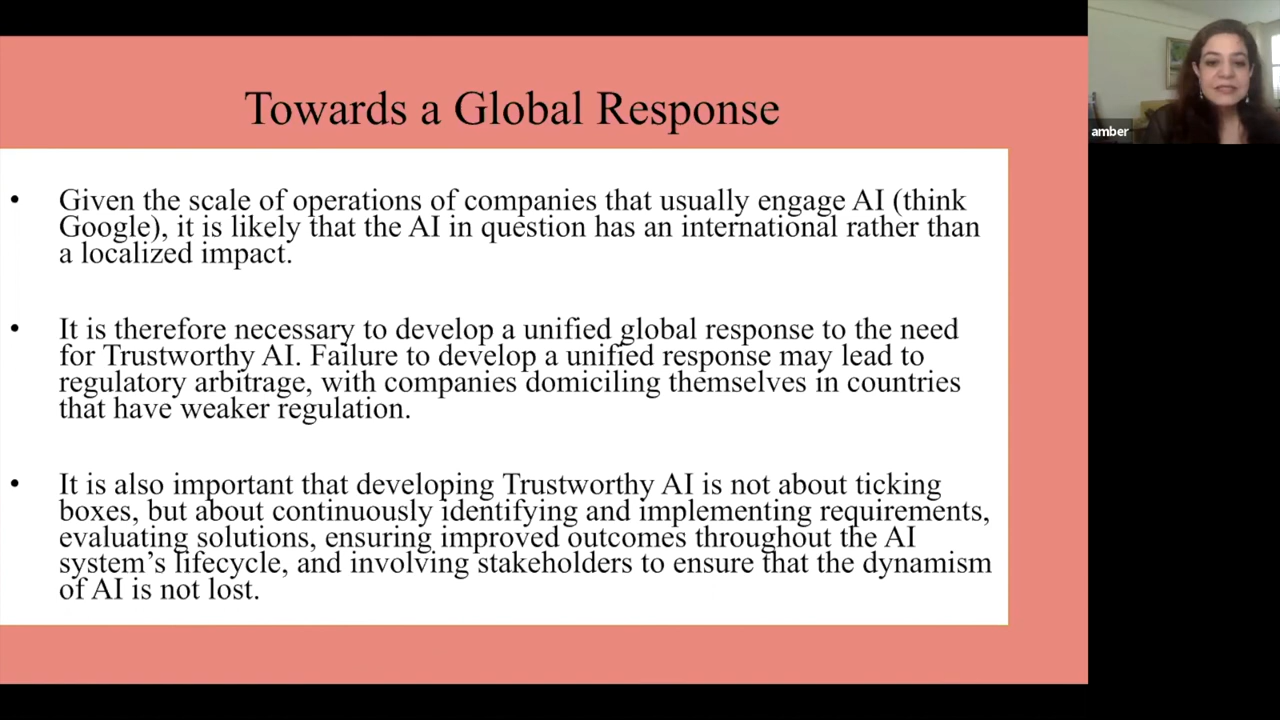 Towards a Global Response
• Given the scale of operations of companies that usually engage AI (think
Google), it is likely that the AI in question has an international rather than
a localized impact.
• It is therefore necessary to develop a unified global response to the need
for Trustworthy AI. Failure to develop a unified response may lead to
regulatory arbitrage, with companies domiciling themselves in countries
that have weaker regulation.
• It is also important that developing Trustworthy AI is not about ticking
boxes, but about continuously identifying and implementing requirements,
evaluating solutions, ensuring improved outcomes throughout the AI
system’s lifecycle, and involving stakeholders to ensure that the dynamism
of AI is not lost.
amber